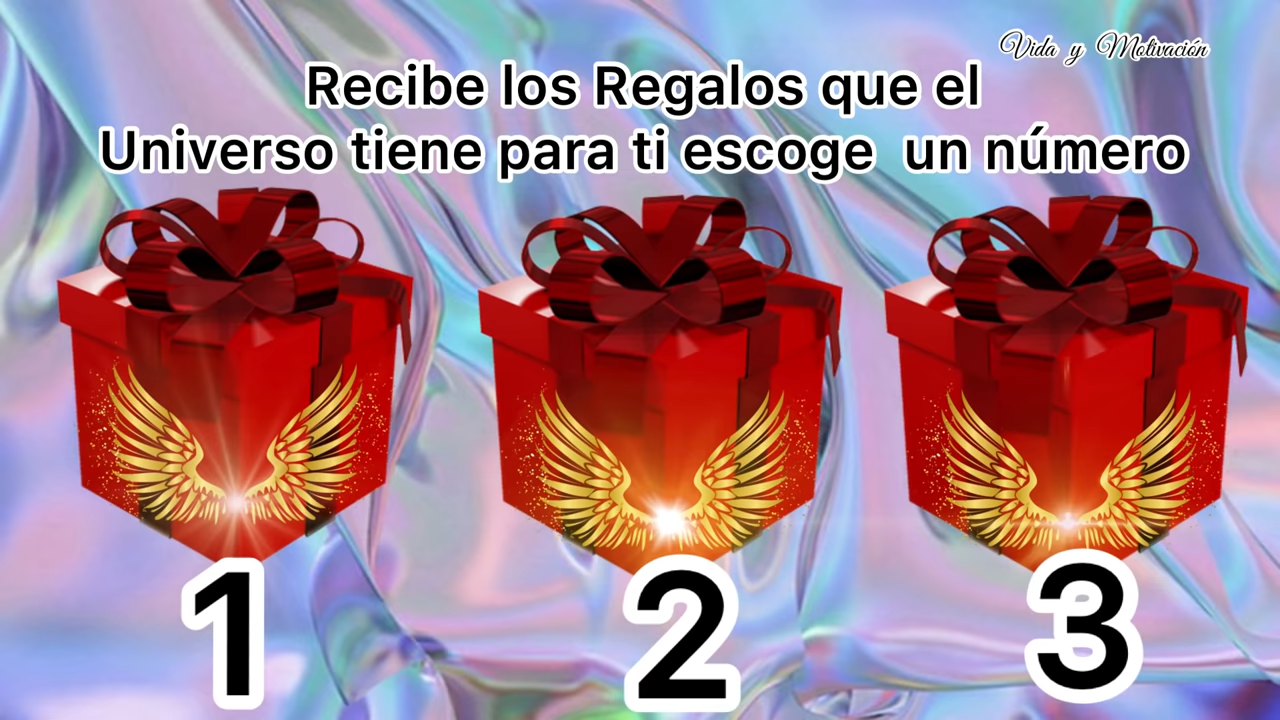 Vida y Motivación
Recibe los Regalos que el
Universo tiene para ti escoge  un número
1 2 3